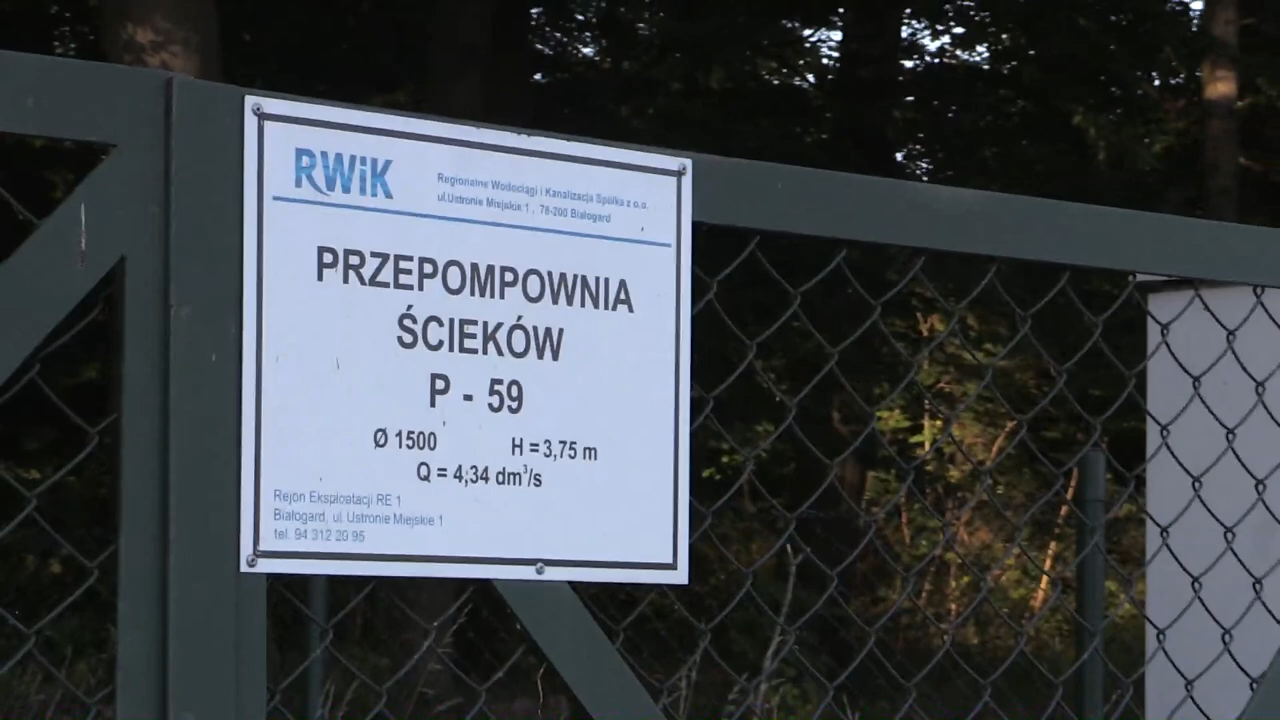 RWiK
Regionalne Wodociągi i Kanalizacja Spółka z o.o.
ul.Ustronie Miejskie 1 , 78-200 Białogard
PRZEPOMPOWNIA
ŚCIEKÓW
P - 59
Ø 1500 H = 3,75 m
Q = 4,34 dm³/s
Rejon Eksploatacji RE 1
Białogard, ul. Ustronie Miejskie 1
tel. 94 312 20 95